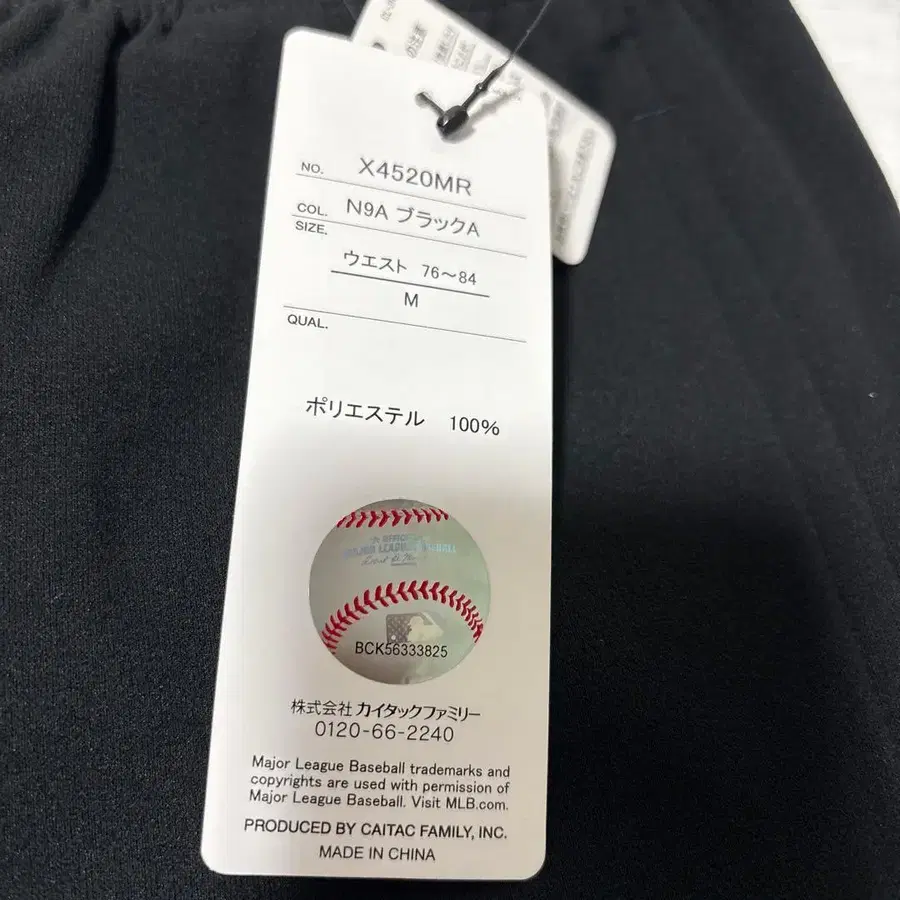 NO. X4520MR
COL. N9A ブラックA
SIZE.
ウエスト 76～84
M
QUAL.
ポリエステル 100%
MAJOR LEAGUE BASEBALL
BCK56333825
株式会社 カイタックファミリー
0120-66-2240
Major League Baseball trademarks and
copyrights are used with permission of
Major League Baseball. Visit MLB.com.
PRODUCED BY CAITAC FAMILY, INC.
MADE IN CHINA